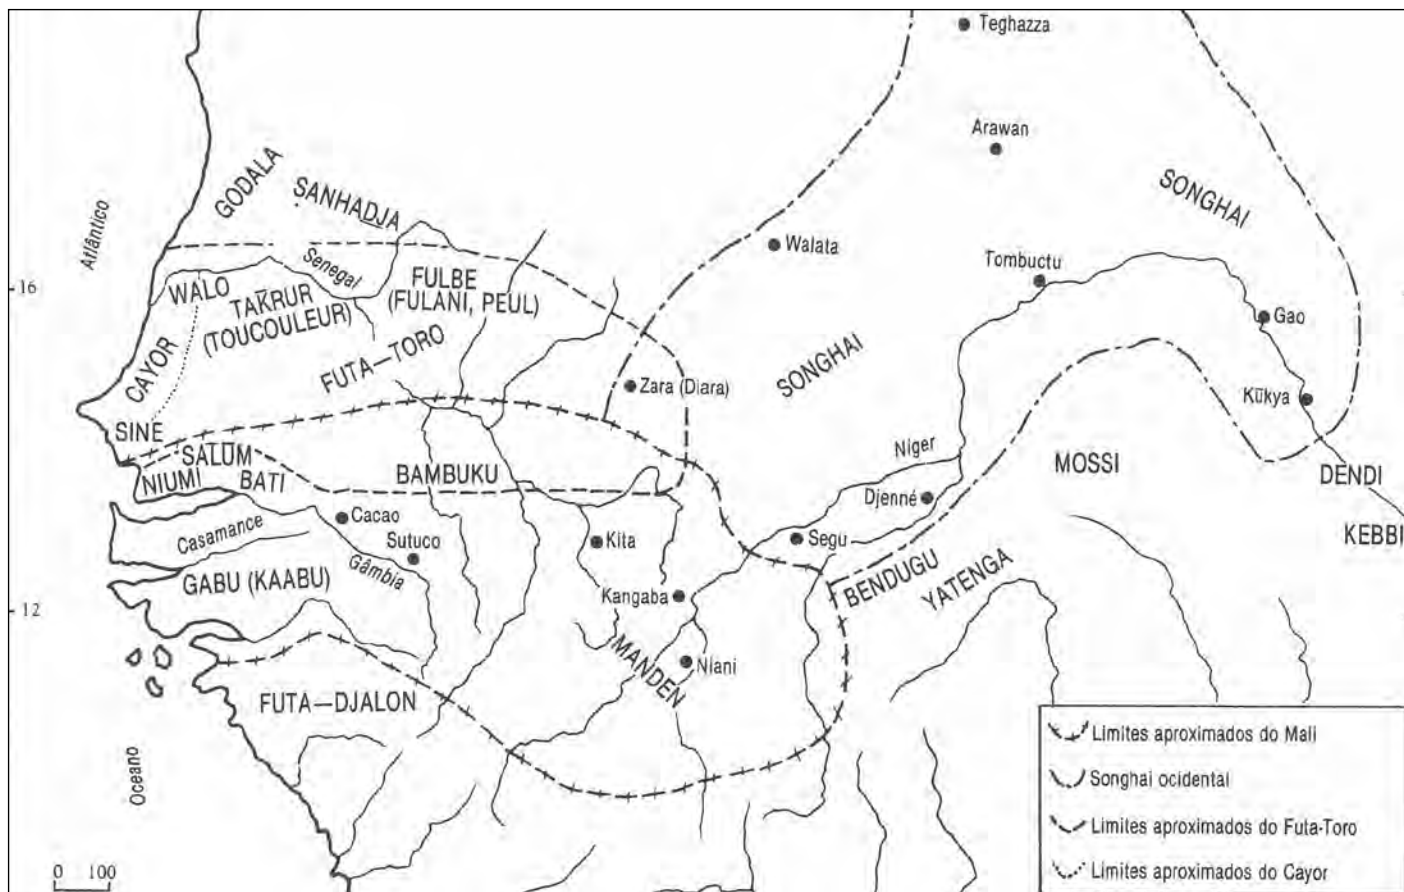 Teghazza
Arawan
SONGHAI
GODALA
SANHADJA
Atlântico
Walata
Tombuctu
Senegal
FULBE
(FULANI, PEUL)
16
WALO
TAKRUR
(TOUCOULEUR)
Gao
FUTA—TORO
CAYOR
SONGHAI
Zara (Diara)
Kūkya
SINE
SALUM
NIUMI
BATI
BAMBUKU
Niger
MOSSI
DENDI
Djenné
Cacao
Casamance
Sutuco
Kita
Segu
KEBBI
Gâmbia
GABU (KAABU)
BENDUGU
YATENGA
12
Kangaba
MANDEN
Niani
FUTA—DJALON
Oceano
Limites aproximados do Mali
Songhai ocidental
Limites aproximados do Futa-Toro
Limites aproximados do Cayor
0 100